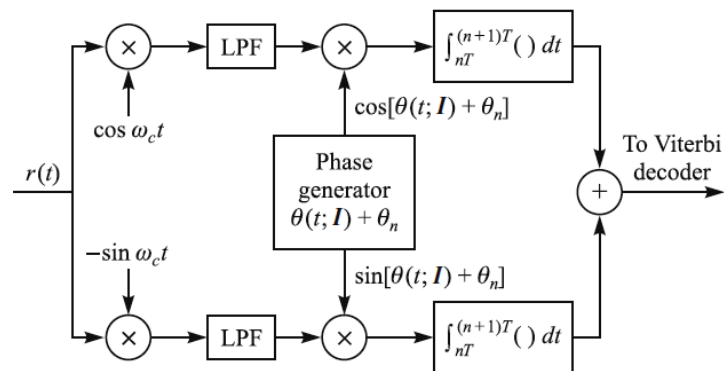 × LPF × ∫_{nT}^{(n+1)T} ( ) dt
cos ω_c t
cos[θ(t; I) + θ_n]
r(t)
Phase
generator
θ(t; I) + θ_n
To Viterbi
decoder
+
−sin ω_c t
sin[θ(t; I) + θ_n]
× LPF × ∫_{nT}^{(n+1)T} ( ) dt